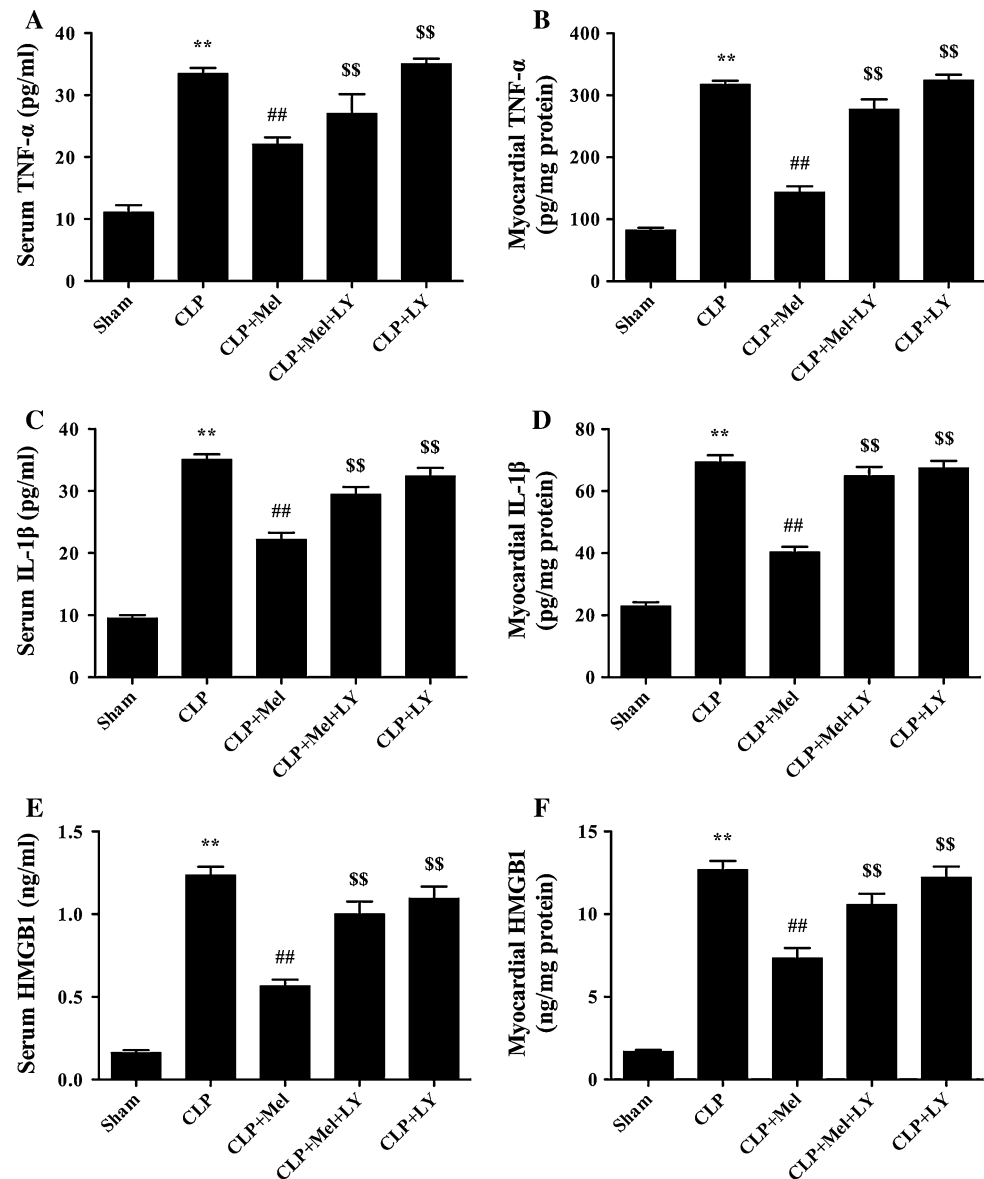 A
Serum TNF-α (pg/ml)
40
30
20
10
0
**
##
$$
$$
Sham
CLP
CLP+Mel
CLP+Mel+LY
CLP+LY
B
Myocardial TNF-α
(pg/mg protein)
400
300
200
100
0
**
##
$$
$$
Sham
CLP
CLP+Mel
CLP+Mel+LY
CLP+LY
C
Serum IL-1β (pg/ml)
40
30
20
10
0
**
##
$$
$$
Sham
CLP
CLP+Mel
CLP+Mel+LY
CLP+LY
D
Myocardial IL-1β
(pg/mg protein)
80
60
40
20
0
**
##
$$
$$
Sham
CLP
CLP+Mel
CLP+Mel+LY
CLP+LY
E
Serum HMGB1 (ng/ml)
1.5
1.0
0.5
0.0
**
##
$$
$$
Sham
CLP
CLP+Mel
CLP+Mel+LY
CLP+LY
F
Myocardial HMGB1
(ng/mg protein)
15
10
5
0
**
##
$$
$$
Sham
CLP
CLP+Mel
CLP+Mel+LY
CLP+LY